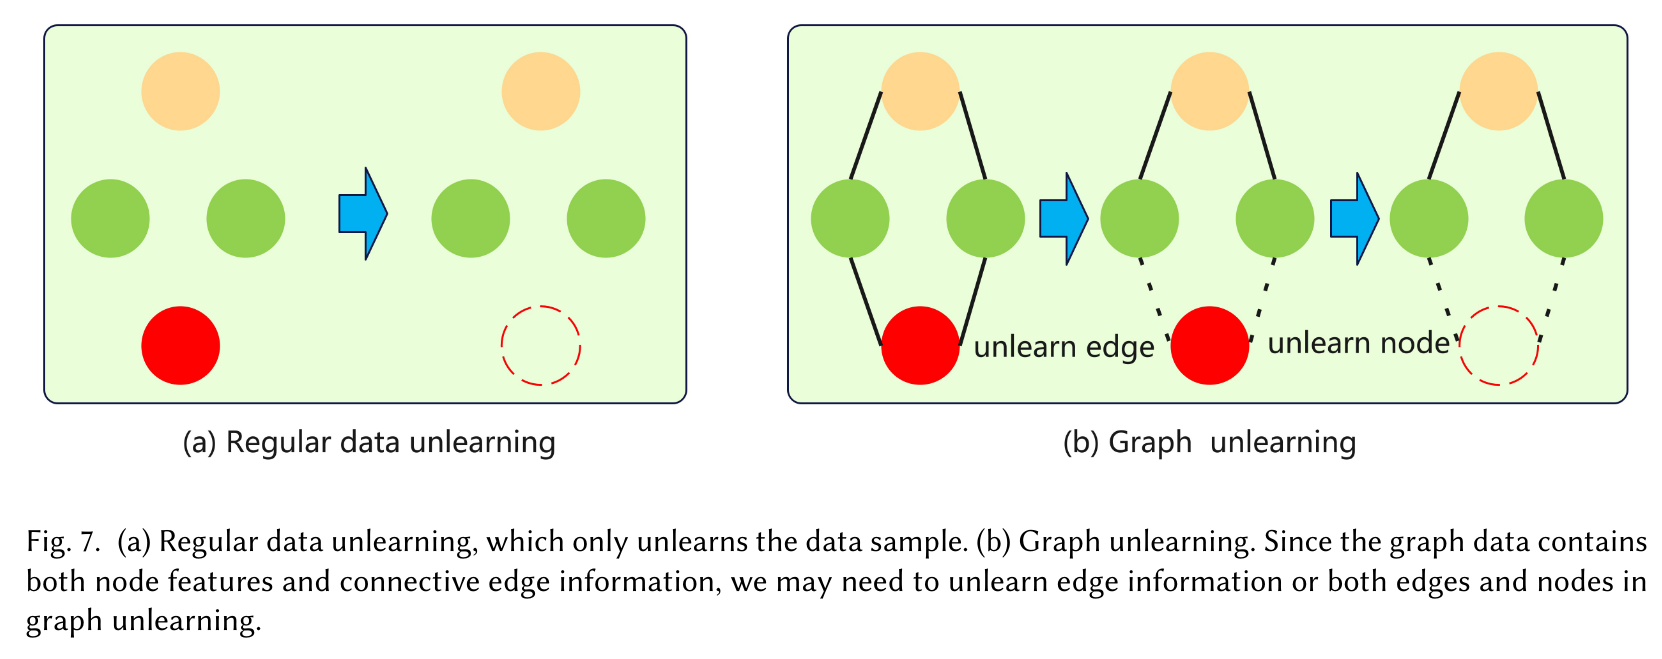 unlearn edge
unlearn node
(a) Regular data unlearning
(b) Graph unlearning
Fig. 7. (a) Regular data unlearning, which only unlearns the data sample. (b) Graph unlearning. Since the graph data contains
both node features and connective edge information, we may need to unlearn edge information or both edges and nodes in
graph unlearning.